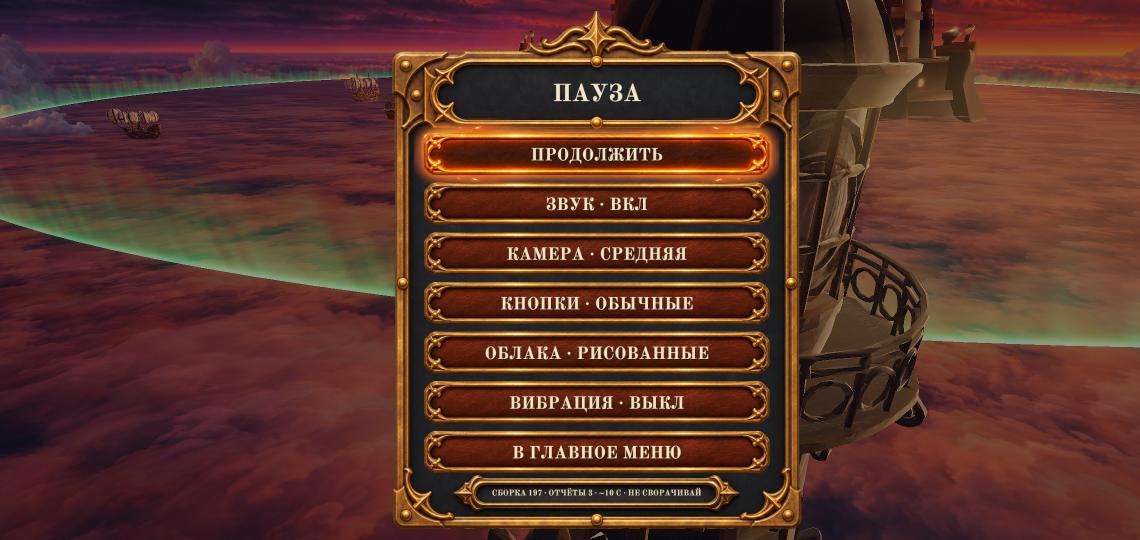 ПАУЗА
ПРОДОЛЖИТЬ
ЗВУК · ВКЛ
КАМЕРА · СРЕДНЯЯ
КНОПКИ · ОБЫЧНЫЕ
ОБЛАКА · РИСОВАННЫЕ
ВИБРАЦИЯ · ВЫКЛ
В ГЛАВНОЕ МЕНЮ
СБОРКА 197 · ОТЧЁТЫ 3 · ~10 С · НЕ СВОРАЧИВАЙ